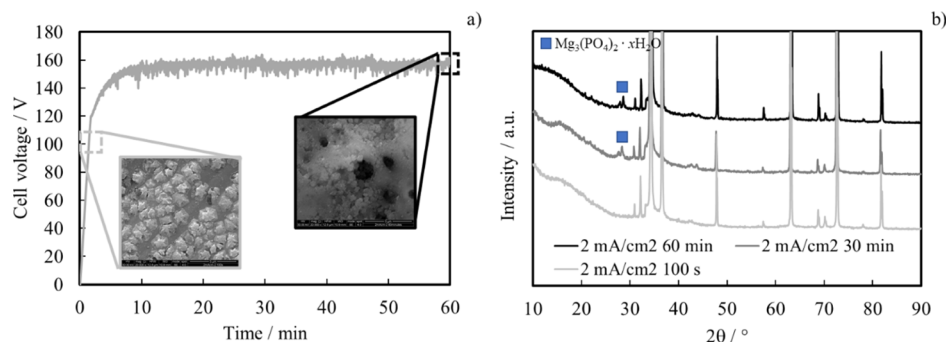 a)
180
160
140
120
100
80
60
40
20
0
Cell voltage / V
0 10 20 30 40 50 60
Time / min
b)
Mg₃(PO₄)₂ · xH₂O
Intensity / a.u.
2 mA/cm2 60 min 2 mA/cm2 30 min
2 mA/cm2 100 s
10 20 30 40 50 60 70 80 90
2θ / °